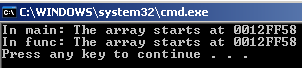 C:\WINDOWS\system32\cmd.exe
In main: The array starts at 0012FF58
In func: The array starts at 0012FF58
Press any key to continue . . .